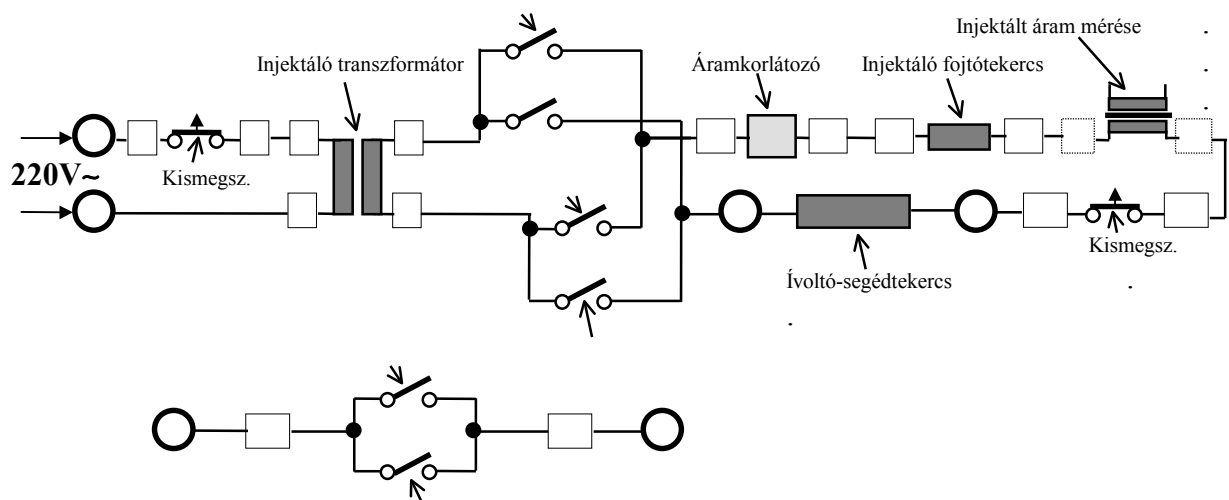 Injektált áram mérése
Injektáló transzformátor
Áramkorlátozó
Injektáló fojtótekercs
220V~
Kismegsz.
Kismegsz.
Ívoltó-segédtekercs